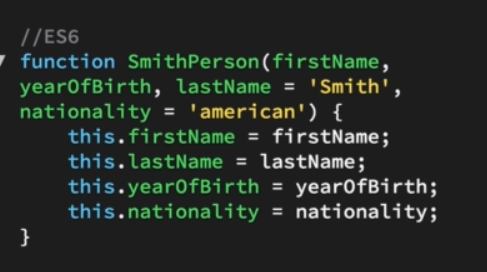 //ES6
function SmithPerson(firstName,
yearOfBirth, lastName = 'Smith',
nationality = 'american') {
    this.firstName = firstName;
    this.lastName = lastName;
    this.yearOfBirth = yearOfBirth;
    this.nationality = nationality;
}